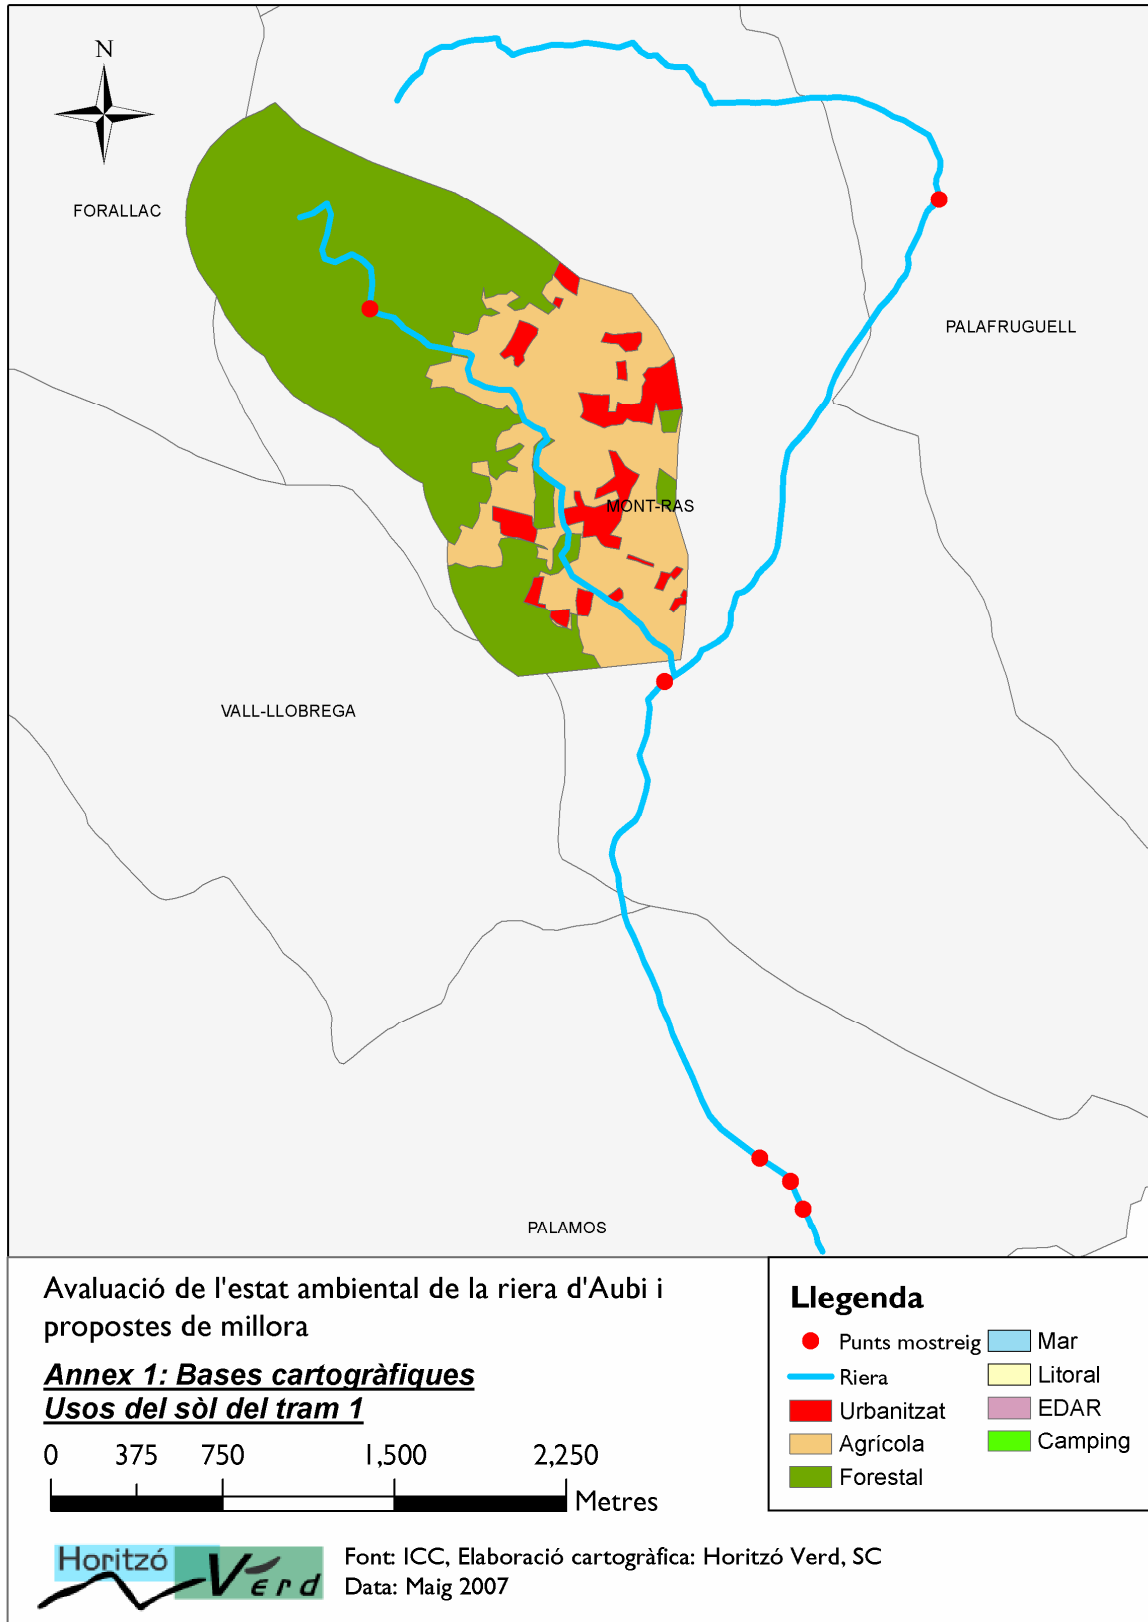 N
FORALLAC
PALAFRUGUELL
MONT-RAS
VALL-LLOBREGA
PALAMOS
Avaluació de l'estat ambiental de la riera d'Aubi i
propostes de millora
Annex 1: Bases cartogràfiques
Usos del sòl del tram 1
0 375 750 1,500 2,250
Metres
Horitzó
Verd
Font: ICC, Elaboració cartogràfica: Horitzó Verd, SC
Data: Maig 2007
Llegenda
Punts mostreig
Riera
Urbanitzat
Agrícola
Forestal
Mar
Litoral
EDAR
Camping